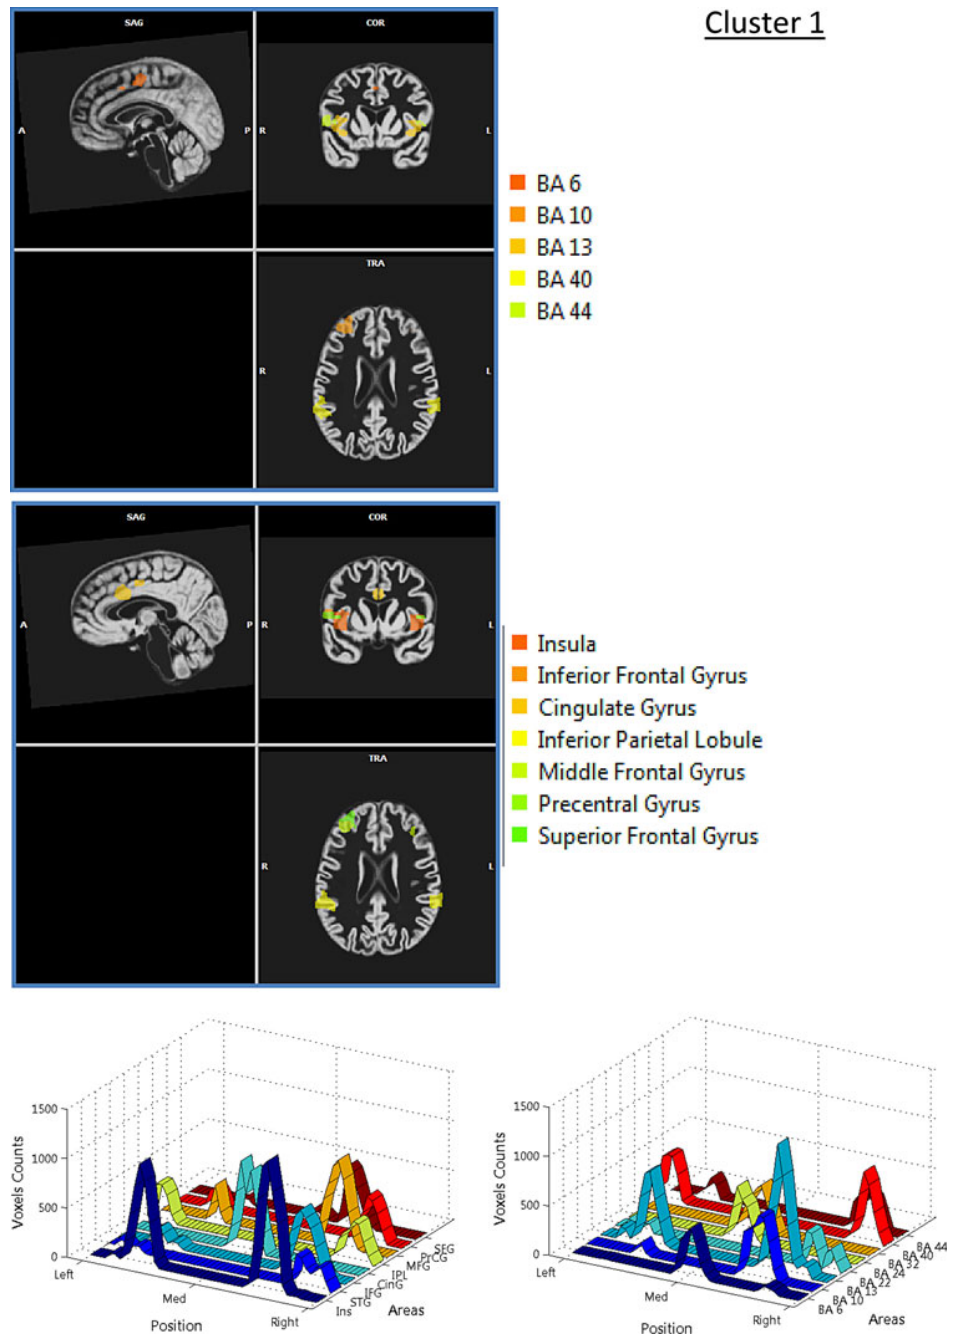 Cluster 1
SAG
COR
A
P
R
L
TRA
R
L
BA 6
BA 10
BA 13
BA 40
BA 44
SAG
COR
A
P
R
L
TRA
R
L
Insula
Inferior Frontal Gyrus
Cingulate Gyrus
Inferior Parietal Lobule
Middle Frontal Gyrus
Precentral Gyrus
Superior Frontal Gyrus
1500
1000
500
0
Voxels Counts
Left
Med
Right
Position
SFG
PrCG
MFG
IPL
CinG
IFG
STG
Ins
Areas
1500
1000
500
0
Voxels Counts
Left
Med
Right
Position
BA 44
BA 40
BA 32
BA 24
BA 22
BA 13
BA 10
BA 6
Areas